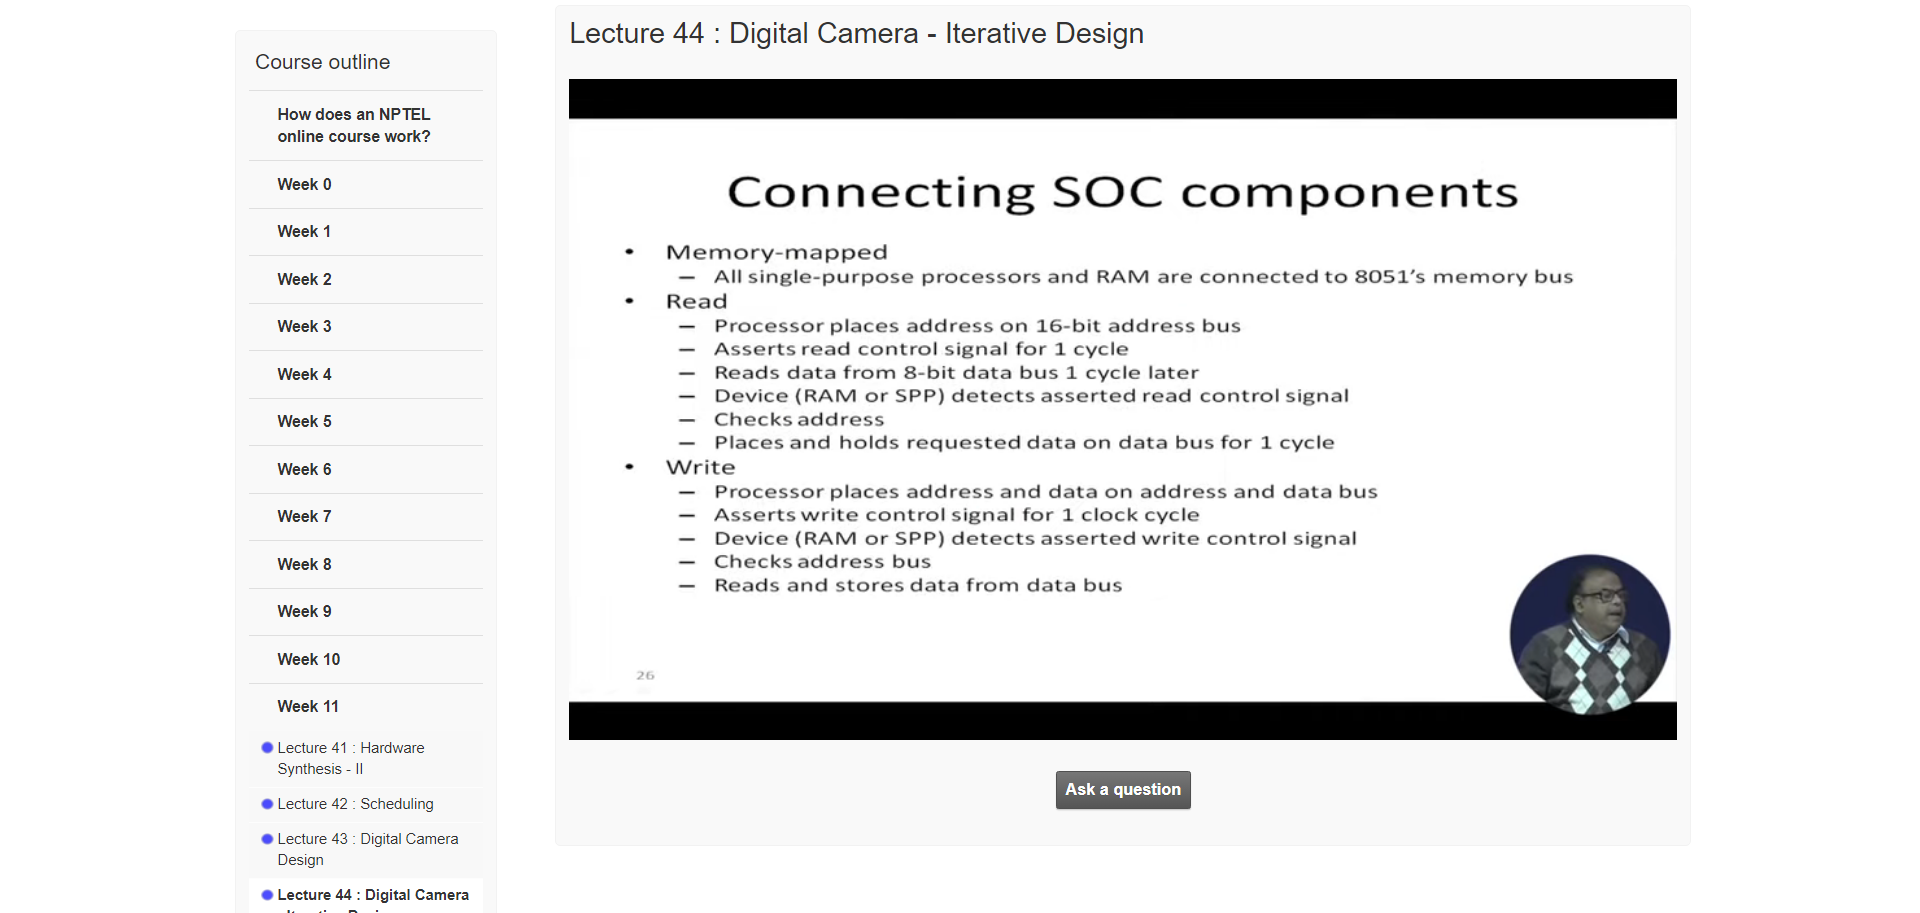 Course outline
How does an NPTEL
online course work?
Week 0
Week 1
Week 2
Week 3
Week 4
Week 5
Week 6
Week 7
Week 8
Week 9
Week 10
Week 11
Lecture 41 : Hardware
Synthesis - II
Lecture 42 : Scheduling
Lecture 43 : Digital Camera
Design
Lecture 44 : Digital Camera
Lecture 44 : Digital Camera - Iterative Design
Connecting SOC components
• Memory-mapped
– All single-purpose processors and RAM are connected to 8051's memory bus
• Read
– Processor places address on 16-bit address bus
– Asserts read control signal for 1 cycle
– Reads data from 8-bit data bus 1 cycle later
– Device (RAM or SPP) detects asserted read control signal
– Checks address
– Places and holds requested data on data bus for 1 cycle
• Write
– Processor places address and data on address and data bus
– Asserts write control signal for 1 clock cycle
– Device (RAM or SPP) detects asserted write control signal
– Checks address bus
– Reads and stores data from data bus
26
Ask a question